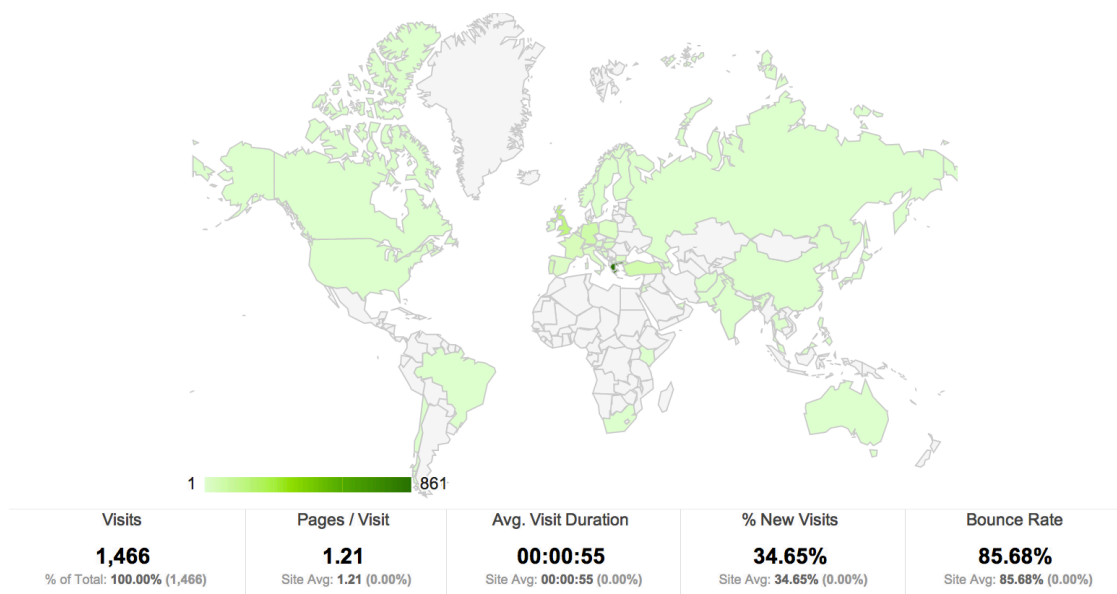 1 861
Visits
1,466
% of Total: 100.00% (1,466)
Pages / Visit
1.21
Site Avg: 1.21 (0.00%)
Avg. Visit Duration
00:00:55
Site Avg: 00:00:55 (0.00%)
% New Visits
34.65%
Site Avg: 34.65% (0.00%)
Bounce Rate
85.68%
Site Avg: 85.68% (0.00%)